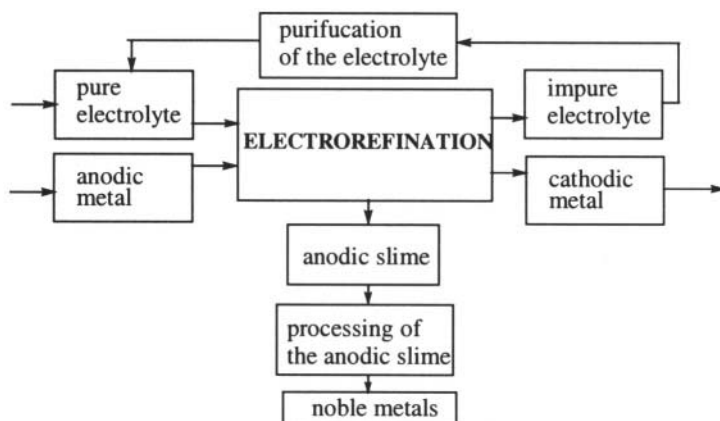 purifucation
of the electrolyte
pure
electrolyte
ELECTROREFINATION
impure
electrolyte
anodic
metal
cathodic
metal
anodic slime
processing of
the anodic slime
noble metals